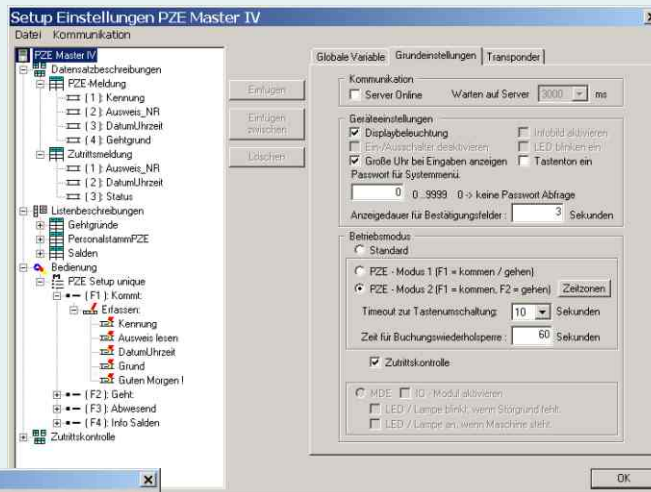 Setup Einstellungen PZE Master IV
Datei Kommunikation
PZE Master IV
Datensatzbeschreibungen
PZE-Meldung
( 1 ): Kennung
( 2 ): Ausweis_NR
( 3 ): DatumUhrzeit
( 4 ): Gehtgrund
Zutrittsmeldung
( 1 ): Ausweis_NR
( 2 ): DatumUhrzeit
( 3 ): Status
Listenbeschreibungen
Gehtgründe
PersonalstammPZE
Salden
Bedienung
PZE Setup unique
( F1 ): Kommt:
Erfassen:
Kennung
Ausweis lesen
DatumUhrzeit
Grund
Guten Morgen !
( F2 ): Geht:
( F3 ): Abwesend
( F4 ): Info Salden
Zutrittskontrolle
Einfügen
Einfügen
zwischen
Löschen
Globale Variable Grundeinstellungen Transponder
Kommunikation
Server Online Warten auf Server 3000 ms
Geräteeinstellungen
Displaybeleuchtung Infobild aktivieren
Ein-/Ausschalter deaktivieren LED blinken ein
Große Uhr bei Eingaben anzeigen Tastenton ein
Passwort für Systemmenü.
0 0...9999 0 -> keine Passwort Abfrage
Anzeigedauer für Bestätigungsfelder : 3 Sekunden
Betriebsmodus
Standard
PZE - Modus 1 (F1 = kommen / gehen)
PZE - Modus 2 (F1 = kommen, F2 = gehen) Zeitzonen
Timeout zur Tastenumschaltung: 10 Sekunden
Zeit für Buchungswiederholsperre : 60 Sekunden
Zutrittskontrolle
MDE IO - Modul aktivieren
LED / Lampe blinkt, wenn Störgrund fehlt.
LED / Lampe an, wenn Maschine steht.
OK